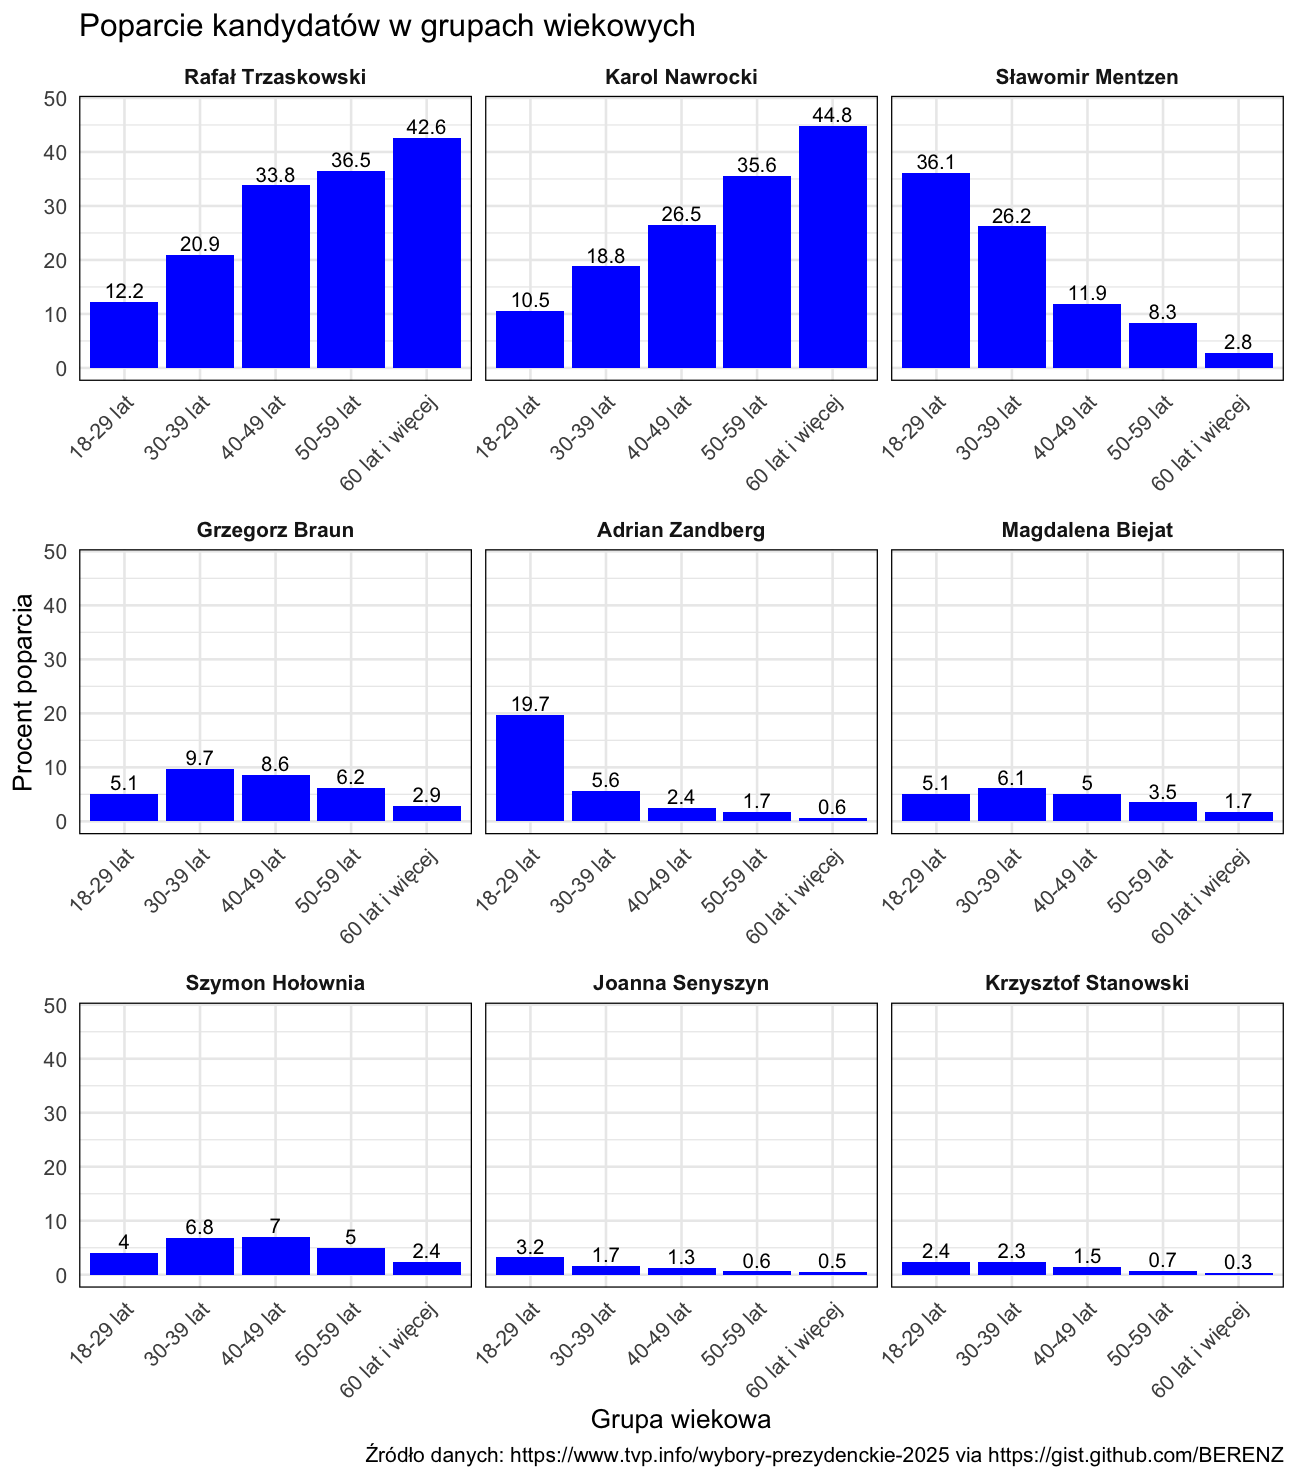 Poparcie kandydatów w grupach wiekowych
Rafał Trzaskowski
Karol Nawrocki
Sławomir Mentzen
50
40
30
20
10
0
12.2
20.9
33.8
36.5
42.6
10.5
18.8
26.5
35.6
44.8
36.1
26.2
11.9
8.3
2.8
18-29 lat
30-39 lat
40-49 lat
50-59 lat
60 lat i więcej
18-29 lat
30-39 lat
40-49 lat
50-59 lat
60 lat i więcej
18-29 lat
30-39 lat
40-49 lat
50-59 lat
60 lat i więcej
Procent poparcia
Grzegorz Braun
Adrian Zandberg
Magdalena Biejat
50
40
30
20
10
0
5.1
9.7
8.6
6.2
2.9
19.7
5.6
2.4
1.7
0.6
5.1
6.1
5
3.5
1.7
18-29 lat
30-39 lat
40-49 lat
50-59 lat
60 lat i więcej
18-29 lat
30-39 lat
40-49 lat
50-59 lat
60 lat i więcej
18-29 lat
30-39 lat
40-49 lat
50-59 lat
60 lat i więcej
Szymon Hołownia
Joanna Senyszyn
Krzysztof Stanowski
50
40
30
20
10
0
4
6.8
7
5
2.4
3.2
1.7
1.3
0.6
0.5
2.4
2.3
1.5
0.7
0.3
18-29 lat
30-39 lat
40-49 lat
50-59 lat
60 lat i więcej
18-29 lat
30-39 lat
40-49 lat
50-59 lat
60 lat i więcej
18-29 lat
30-39 lat
40-49 lat
50-59 lat
60 lat i więcej
Grupa wiekowa
Źródło danych: https://www.tvp.info/wybory-prezydenckie-2025 via https://gist.github.com/BERENZ